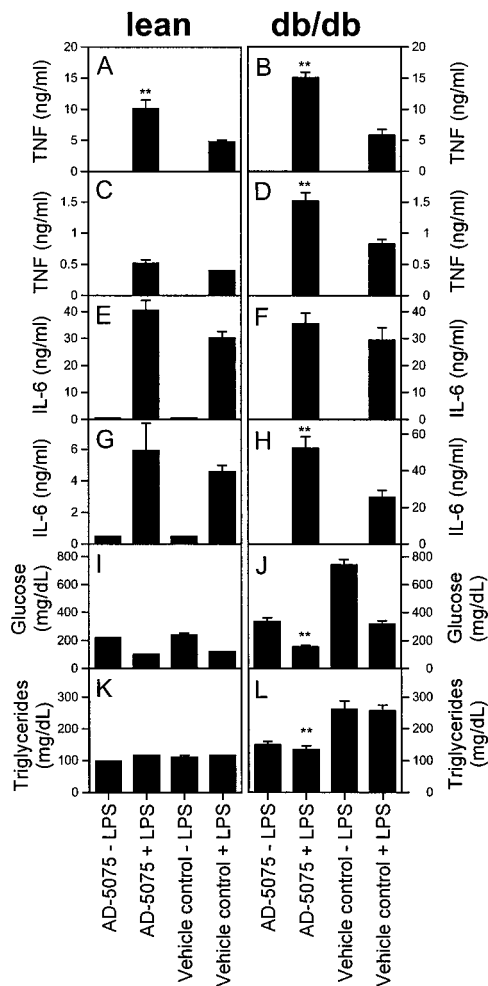 lean db/db
A
TNF (ng/ml)
20
15
10
5
0
**
B
**
20
15
10
5
0
TNF (ng/ml)
C
TNF (ng/ml)
1.5
1
0.5
0
D
**
1.5
1
0.5
0
TNF (ng/ml)
E
IL-6 (ng/ml)
40
30
20
10
0
F
40
30
20
10
0
IL-6 (ng/ml)
G
IL-6 (ng/ml)
6
4
2
0
H
**
60
40
20
0
IL-6 (ng/ml)
I
Glucose
(mg/dL)
800
600
400
200
0
J
**
800
600
400
200
0
Glucose
(mg/dL)
K
Triglycerides
(mg/dL)
300
200
100
0
L
**
300
200
100
0
Triglycerides
(mg/dL)
AD-5075 - LPS
AD-5075 + LPS
Vehicle control - LPS
Vehicle control + LPS
AD-5075 - LPS
AD-5075 + LPS
Vehicle control - LPS
Vehicle control + LPS